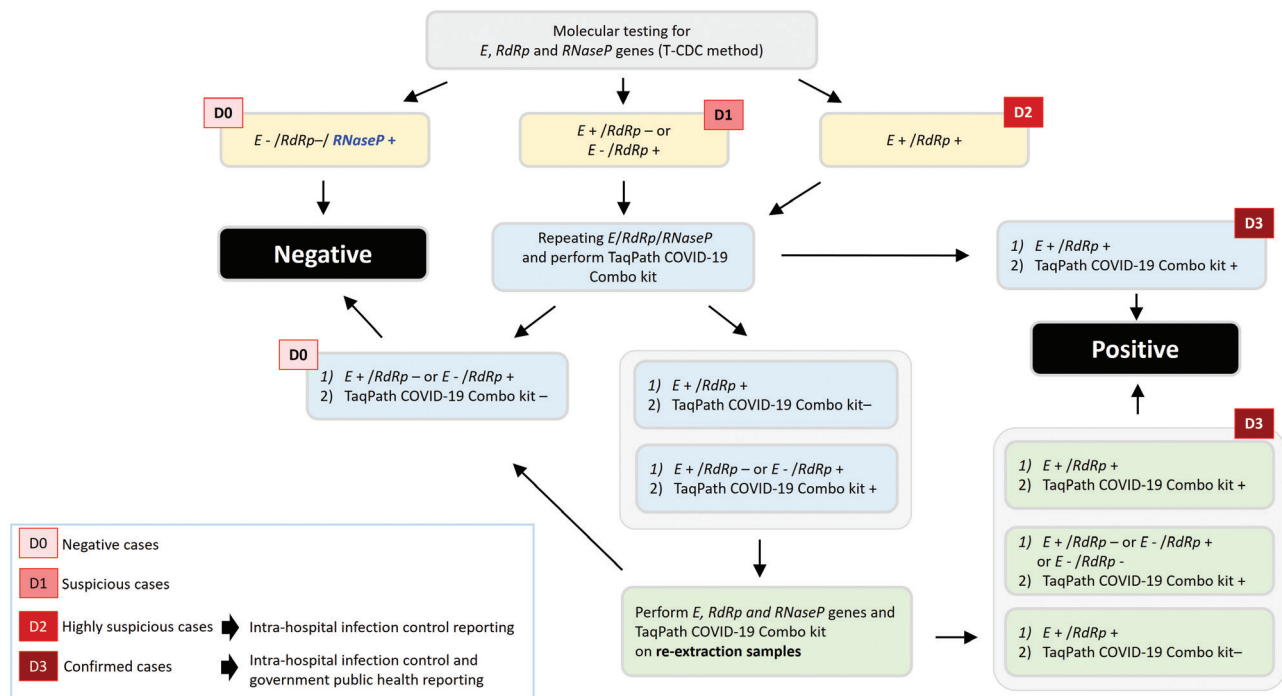 Molecular testing for
E, RdRp and RNaseP genes (T-CDC method)
D0
E - /RdRp–/ RNaseP +
D1
E + /RdRp – or
E - /RdRp +
D2
E + /RdRp +
Negative
Repeating E/RdRp/RNaseP
and perform TaqPath COVID-19
Combo kit
D3
1) E + /RdRp +
2) TaqPath COVID-19 Combo kit +
Positive
D0
1) E + /RdRp – or E - /RdRp +
2) TaqPath COVID-19 Combo kit –
1) E + /RdRp +
2) TaqPath COVID-19 Combo kit–
1) E + /RdRp – or E - /RdRp +
2) TaqPath COVID-19 Combo kit +
D3
1) E + /RdRp +
2) TaqPath COVID-19 Combo kit +
1) E + /RdRp – or E - /RdRp +
or E - /RdRp -
2) TaqPath COVID-19 Combo kit +
1) E + /RdRp +
2) TaqPath COVID-19 Combo kit–
Perform E, RdRp and RNaseP genes and
TaqPath COVID-19 Combo kit
on re-extraction samples
D0 Negative cases
D1 Suspicious cases
D2 Highly suspicious cases Intra-hospital infection control reporting
D3 Confirmed cases Intra-hospital infection control and
government public health reporting